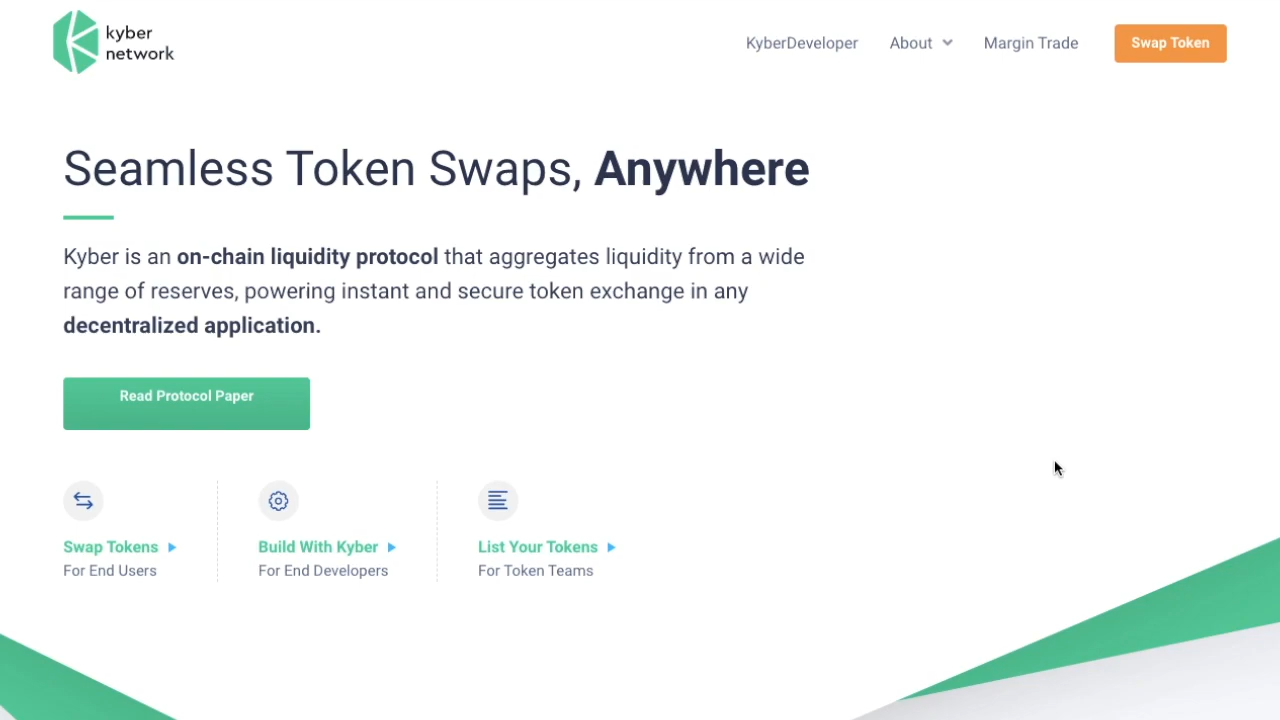 kyber
network
KyberDeveloper
About
Margin Trade
Swap Token
Seamless Token Swaps, Anywhere
Kyber is an on-chain liquidity protocol that aggregates liquidity from a wide
range of reserves, powering instant and secure token exchange in any
decentralized application.
Read Protocol Paper
Swap Tokens
For End Users
Build With Kyber
For End Developers
List Your Tokens
For Token Teams